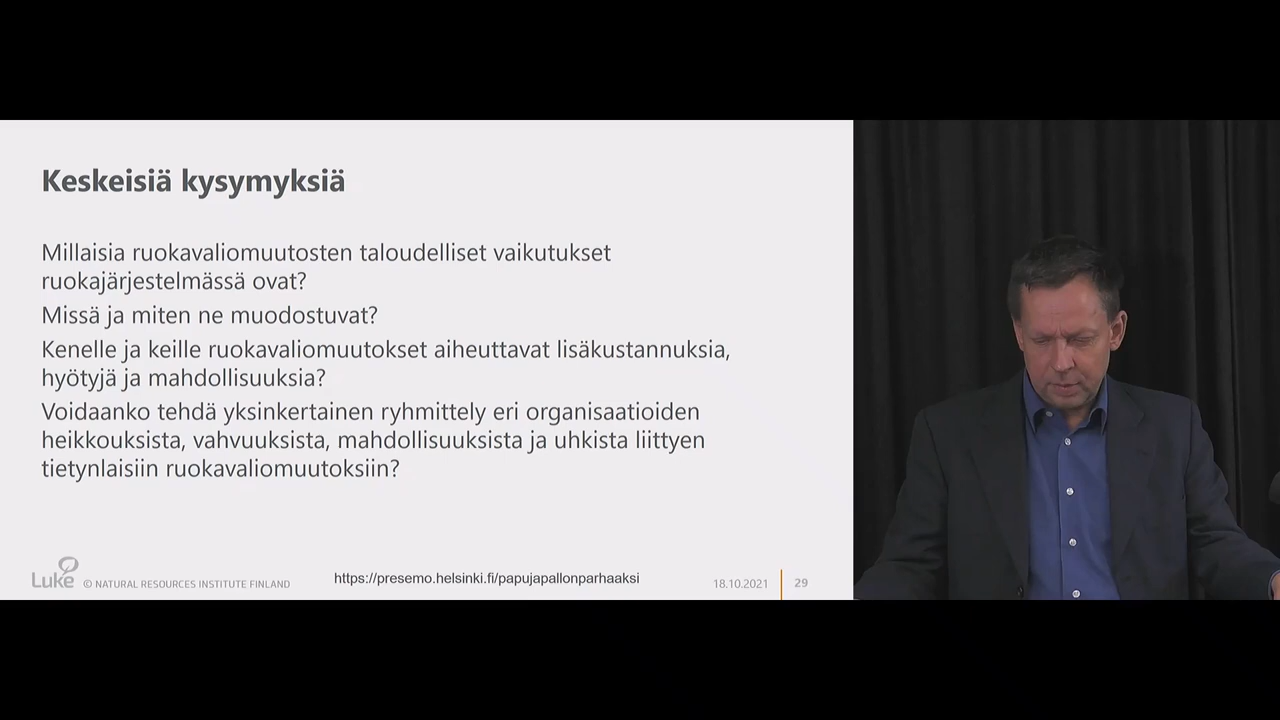 Keskeisiä kysymyksiä
Millaisia ruokavaliomuutosten taloudelliset vaikutukset
ruokajärjestelmässä ovat?
Missä ja miten ne muodostuvat?
Kenelle ja keille ruokavaliomuutokset aiheuttavat lisäkustannuksia,
hyötyjä ja mahdollisuuksia?
Voidaanko tehdä yksinkertainen ryhmittely eri organisaatioiden
heikkouksista, vahvuuksista, mahdollisuuksista ja uhkista liittyen
tietynlaisiin ruokavaliomuutoksiin?
Luke © NATURAL RESOURCES INSTITUTE FINLAND
https://presemo.helsinki.fi/papujapallonparhaaksi
18.10.2021 29